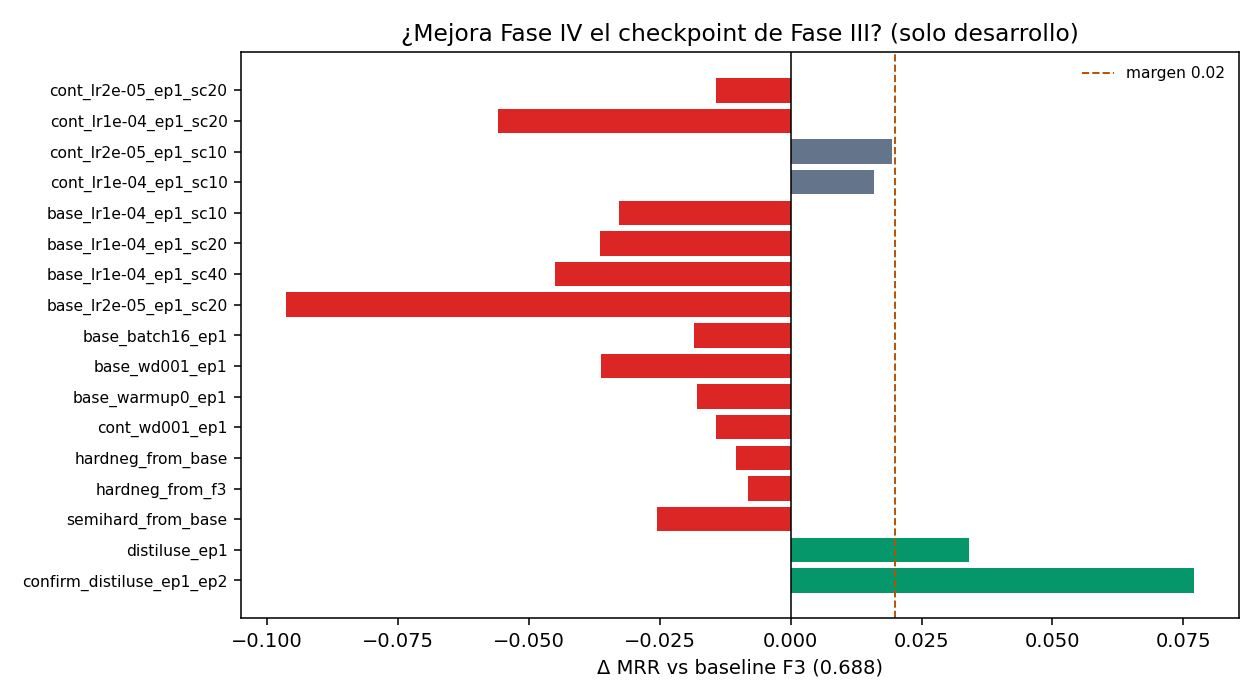 ¿Mejora Fase IV el checkpoint de Fase III? (solo desarrollo)
margen 0.02
cont_lr2e-05_ep1_sc20
cont_lr1e-04_ep1_sc20
cont_lr2e-05_ep1_sc10
cont_lr1e-04_ep1_sc10
base_lr1e-04_ep1_sc10
base_lr1e-04_ep1_sc20
base_lr1e-04_ep1_sc40
base_lr2e-05_ep1_sc20
base_batch16_ep1
base_wd001_ep1
base_warmup0_ep1
cont_wd001_ep1
hardneg_from_base
hardneg_from_f3
semihard_from_base
distiluse_ep1
confirm_distiluse_ep1_ep2
−0.100 −0.075 −0.050 −0.025 0.000 0.025 0.050 0.075
Δ MRR vs baseline F3 (0.688)